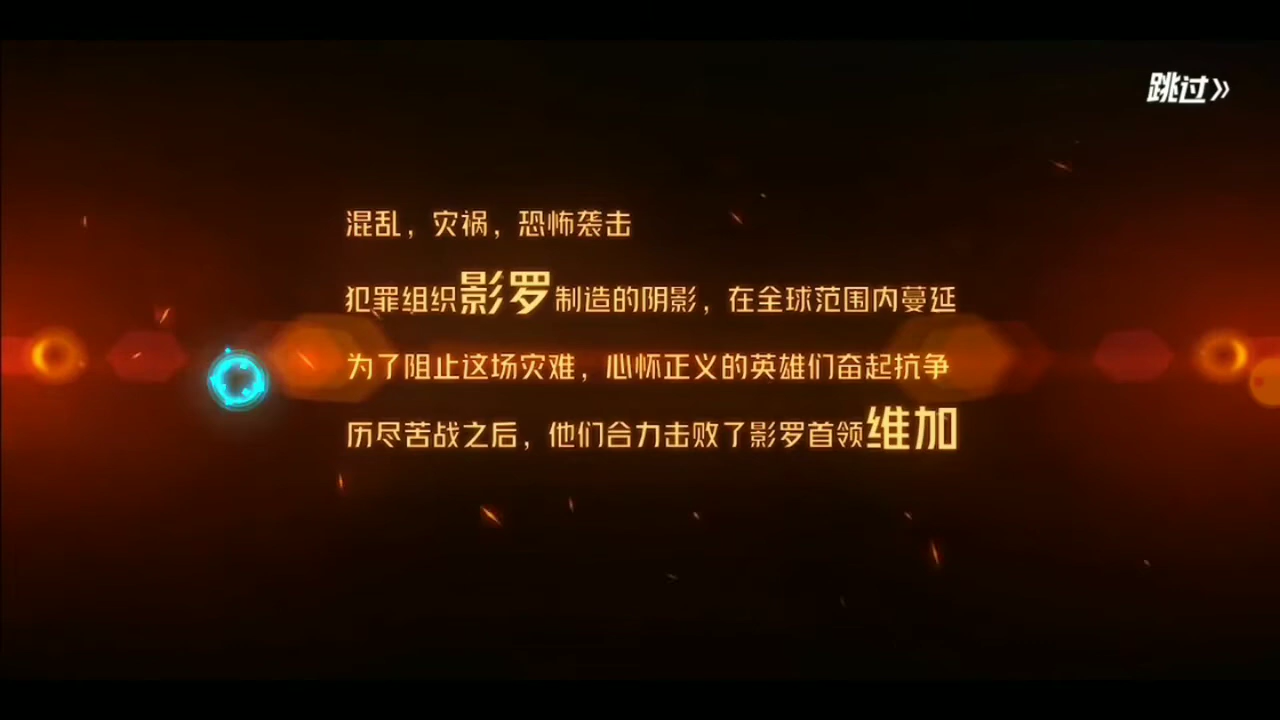 跳过》
混乱，灾祸，恐怖袭击
犯罪组织影罗制造的阴影，在全球范围内蔓延
为了阻止这场灾难，心怀正义的英雄们奋起抗争
历尽苦战之后，他们合力击败了影罗首领维加